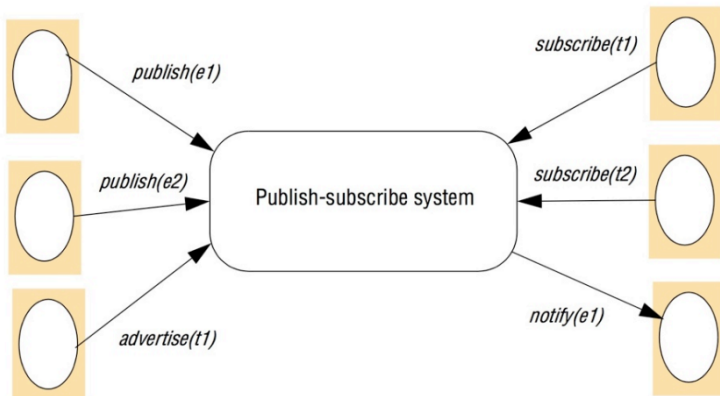 publish(e1)
subscribe(t1)
publish(e2)
Publish-subscribe system
subscribe(t2)
advertise(t1)
notify(e1)